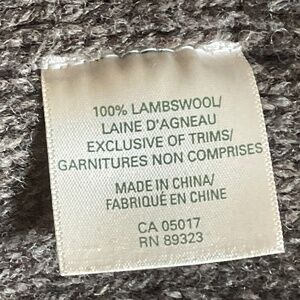 100% LAMBSWOOL/
LAINE D'AGNEAU
EXCLUSIVE OF TRIMS/
GARNITURES NON COMPRISES
MADE IN CHINA/
FABRIQUÉ EN CHINE
CA 05017
RN 89323